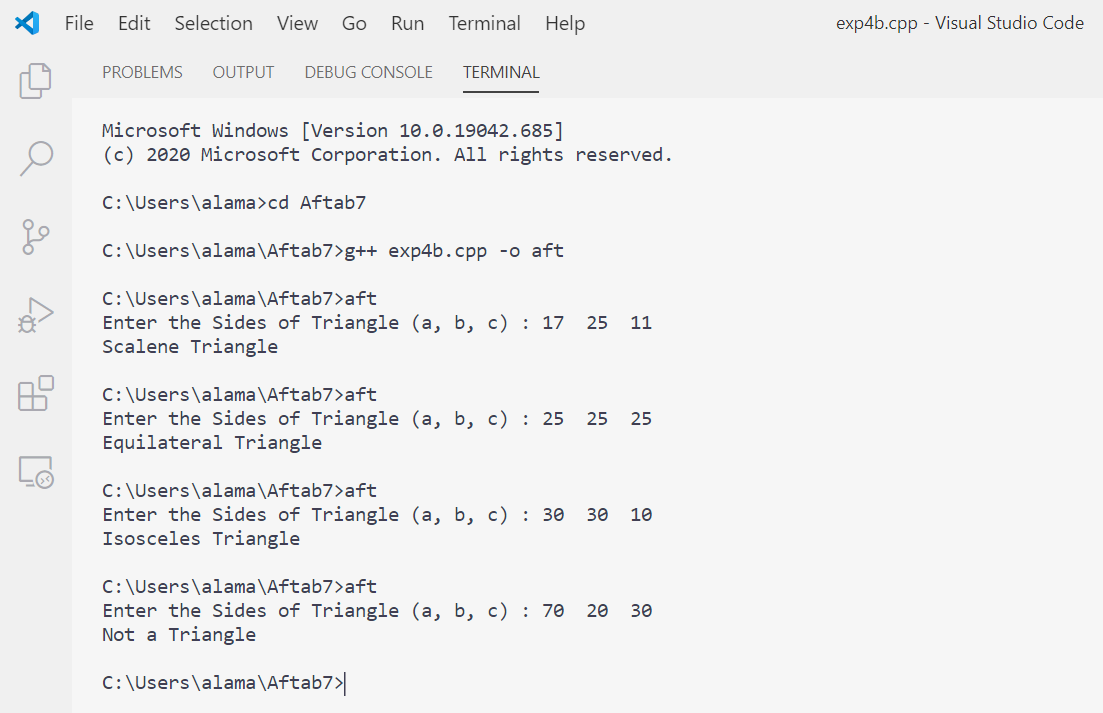 File Edit Selection View Go Run Terminal Help exp4b.cpp - Visual Studio Code
PROBLEMS OUTPUT DEBUG CONSOLE TERMINAL
Microsoft Windows [Version 10.0.19042.685]
(c) 2020 Microsoft Corporation. All rights reserved.
C:\Users\alama>cd Aftab7
C:\Users\alama\Aftab7>g++ exp4b.cpp -o aft
C:\Users\alama\Aftab7>aft
Enter the Sides of Triangle (a, b, c) : 17  25  11
Scalene Triangle
C:\Users\alama\Aftab7>aft
Enter the Sides of Triangle (a, b, c) : 25  25  25
Equilateral Triangle
C:\Users\alama\Aftab7>aft
Enter the Sides of Triangle (a, b, c) : 30  30  10
Isosceles Triangle
C:\Users\alama\Aftab7>aft
Enter the Sides of Triangle (a, b, c) : 70  20  30
Not a Triangle
C:\Users\alama\Aftab7>